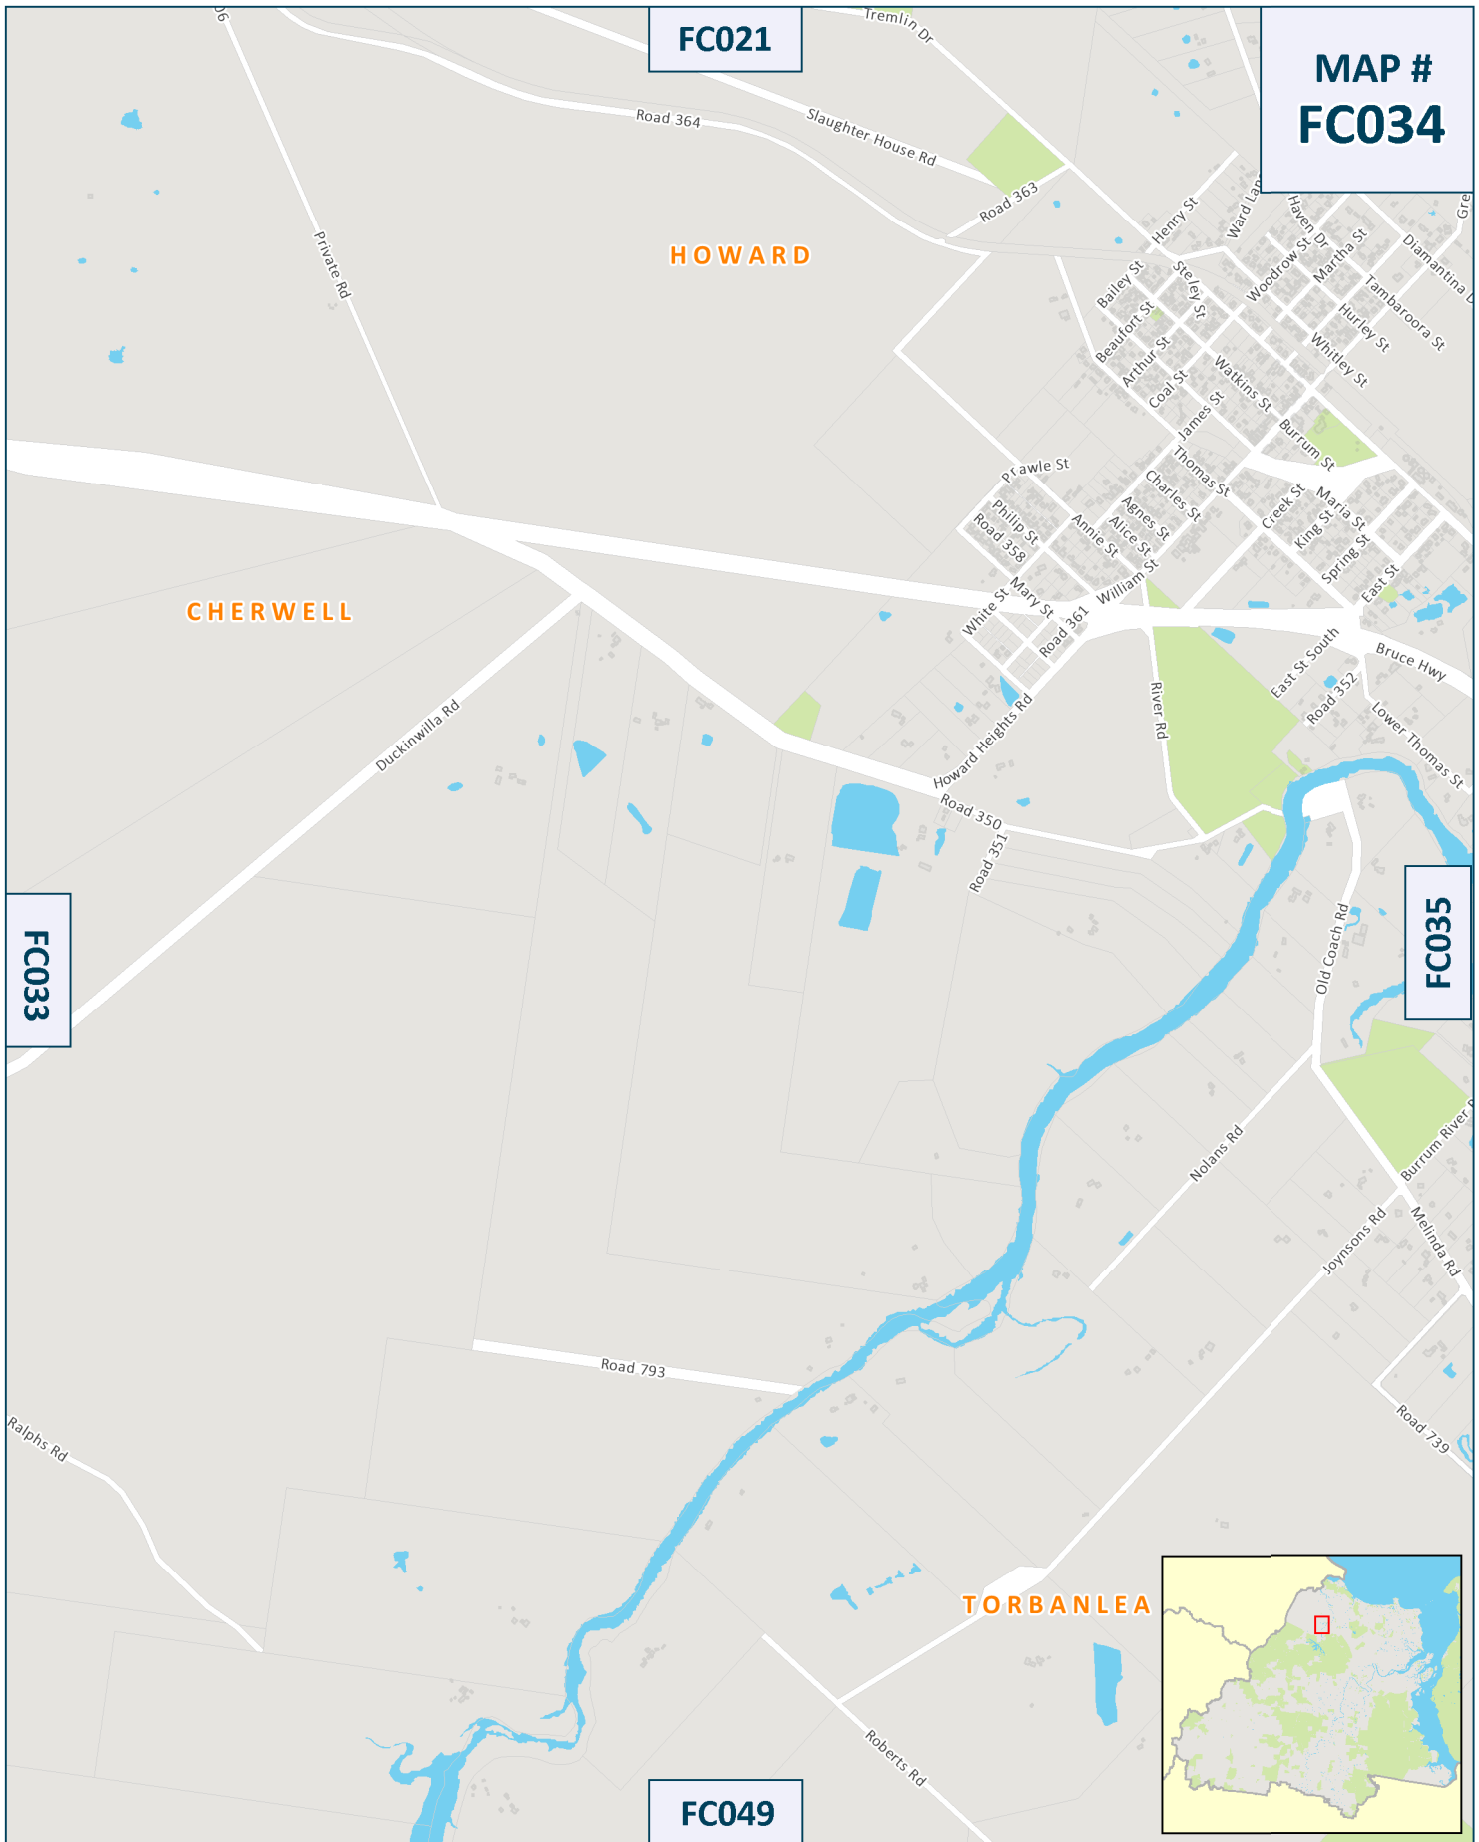 FC021
MAP #
FC034
Tremlin Dr
Road 364
Slaughter House Rd
Road 363
Private Rd
HOWARD
Henry St
Ward Lane
Haven Dr
Woodrow St
Martha St
Diamantina D
Gre
Tambaroora St
Hurley St
Whitley St
Steley St
Bailey St
Beaufort St
Arthur St
Coal St
Watkins St
James St
Burrum St
Thomas St
Prawle St
Charles St
Creek St
Maria St
King St
Agnes St
Alice St
Annie St
Philip St
Road 358
Spring St
East St
William St
Mary St
White St
Road 361
CHERWELL
East St South
Bruce Hwy
Road 352
River Rd
Howard Heights Rd
Lower Thomas St
Duckinwilla Rd
Road 350
Road 351
Old Coach Rd
FC033
FC035
Burrum River R
Nolans Rd
Joynsons Rd
Melinda Rd
Road 793
Road 739
Ralphs Rd
TORBANLEA
Roberts Rd
FC049